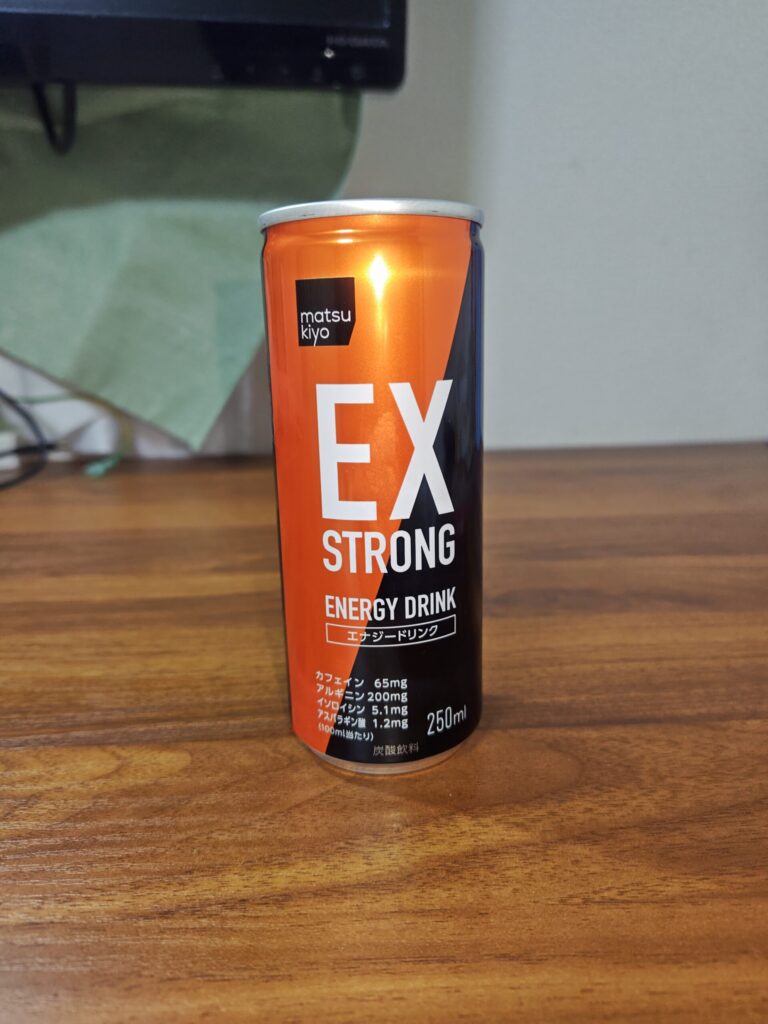 matsu
kiyo
EX
STRONG
ENERGY DRINK
エナジードリンク
カフェイン 65mg
アルギニン 200mg
イソロイシン 5.1mg
アスパラギン酸 1.2mg
(100ml当たり)
250ml
炭酸飲料